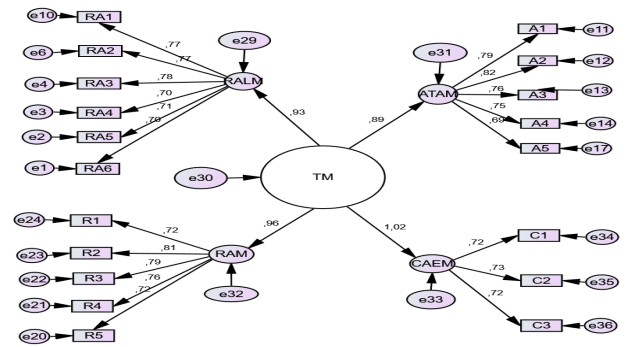 e10 RA1
e6 RA2
e4 RA3
e3 RA4
e2 RA5
e1 RA6
,77
,77
,78
,70
,71
,70
e29
RALM
,93
e31
ATAM
,89
,79
,82
,76
,75
,69
A1 e11
A2 e12
A3 e13
A4 e14
A5 e17
e30 TM
,96
1,02
e24 R1
e23 R2
e22 R3
e21 R4
e20 R5
,72
,81
,79
,76
,72
RAM
e32
CAEM
e33
,72
,73
,72
C1 e34
C2 e35
C3 e36